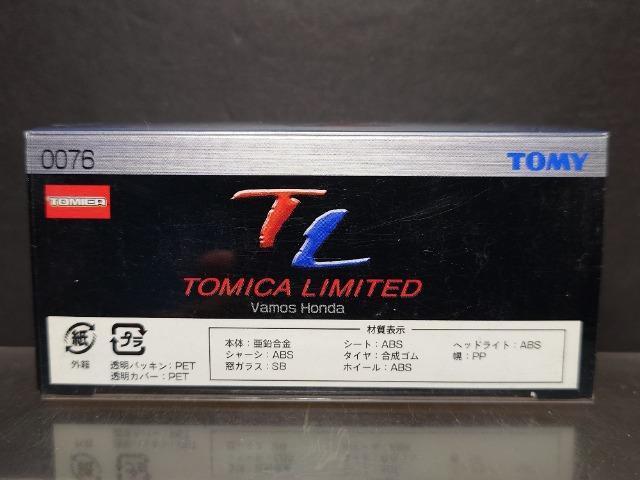 0076
TOMY
TOMICA
TL
TOMICA LIMITED
Vamos Honda
紙
外箱
プラ
透明パッキン:PET
透明カバー:PET
材質表示
本体:亜鉛合金 シート:ABS ヘッドライト:ABS
シャーシ:ABS タイヤ:合成ゴム 幌:PP
窓ガラス:SB ホイール:ABS